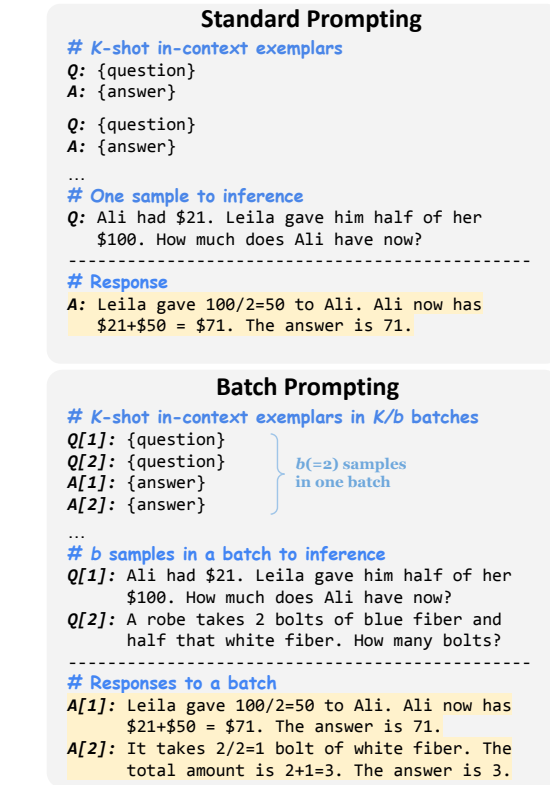 Standard Prompting
# K-shot in-context exemplars
Q: {question}
A: {answer}
Q: {question}
A: {answer}
...
# One sample to inference
Q: Ali had $21. Leila gave him half of her
$100. How much does Ali have now?
-----------------------------------------------
# Response
A: Leila gave 100/2=50 to Ali. Ali now has
$21+$50 = $71. The answer is 71.
Batch Prompting
# K-shot in-context exemplars in K/b batches
Q[1]: {question}
Q[2]: {question}
A[1]: {answer}
A[2]: {answer}
b(=2) samples
in one batch
...
# b samples in a batch to inference
Q[1]: Ali had $21. Leila gave him half of her
$100. How much does Ali have now?
Q[2]: A robe takes 2 bolts of blue fiber and
half that white fiber. How many bolts?
-----------------------------------------------
# Responses to a batch
A[1]: Leila gave 100/2=50 to Ali. Ali now has
$21+$50 = $71. The answer is 71.
A[2]: It takes 2/2=1 bolt of white fiber. The
total amount is 2+1=3. The answer is 3.